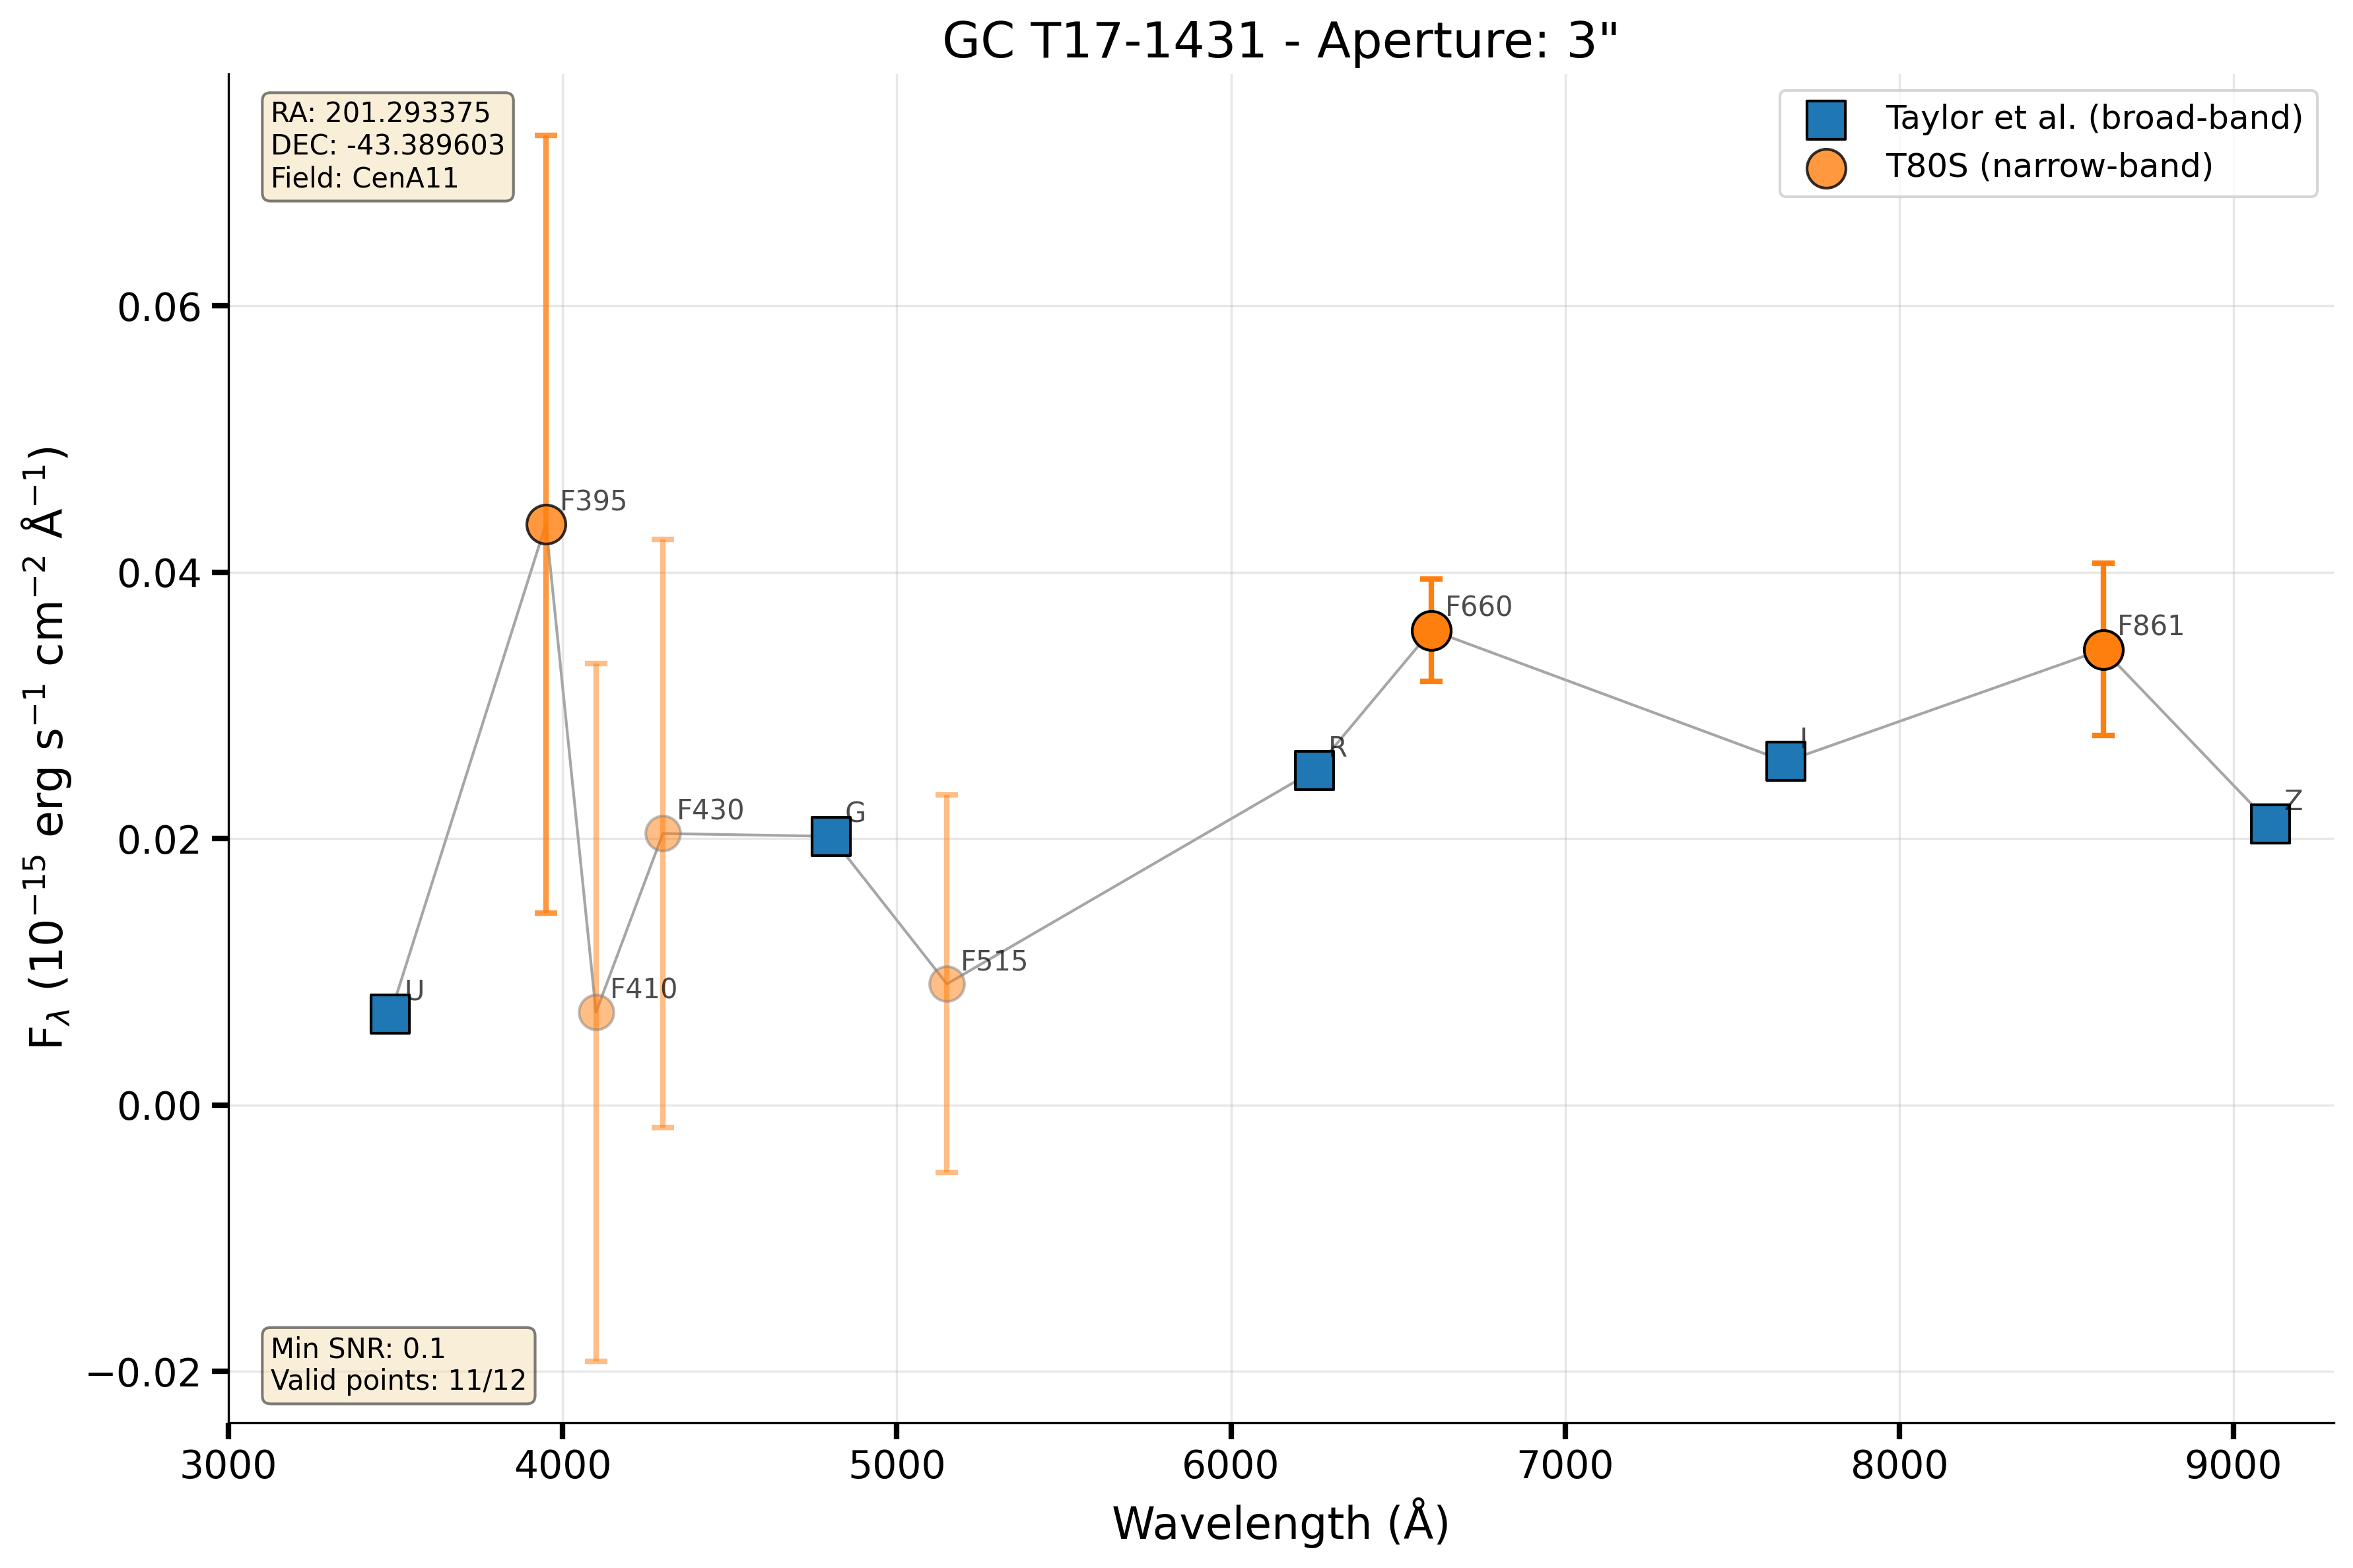 GC T17-1431 - Aperture: 3"
RA: 201.293375
DEC: -43.389603
Field: CenA11
Taylor et al. (broad-band)
T80S (narrow-band)
F395
F410
F430
F515
F660
F861
U
G
R
I
Z
0.06
0.04
0.02
0.00
−0.02
F_λ (10⁻¹⁵ erg s⁻¹ cm⁻² Å⁻¹)
Min SNR: 0.1
Valid points: 11/12
3000 4000 5000 6000 7000 8000 9000
Wavelength (Å)